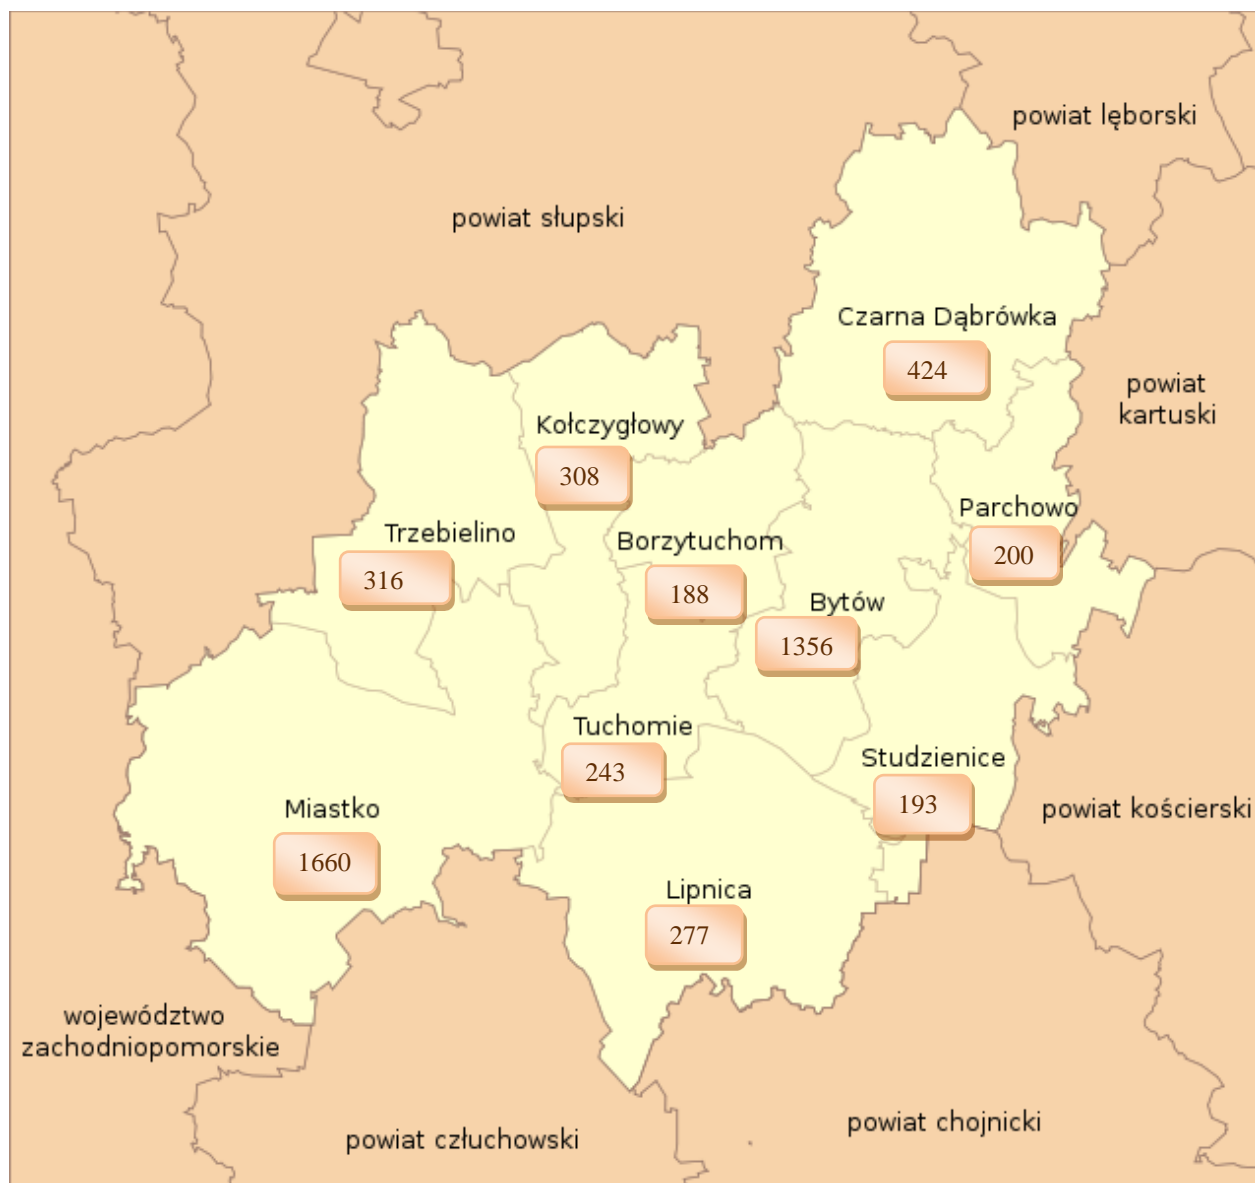 powiat lęborski
powiat słupski
Czarna Dąbrówka
424
powiat
kartuski
Kołczygłowy
308
Parchowo
200
Trzebielino
316
Borzytuchom
188
Bytów
1356
Tuchomie
243
Studzienice
193
Miastko
1660
powiat kościerski
Lipnica
277
województwo
zachodniopomorskie
powiat człuchowski
powiat chojnicki